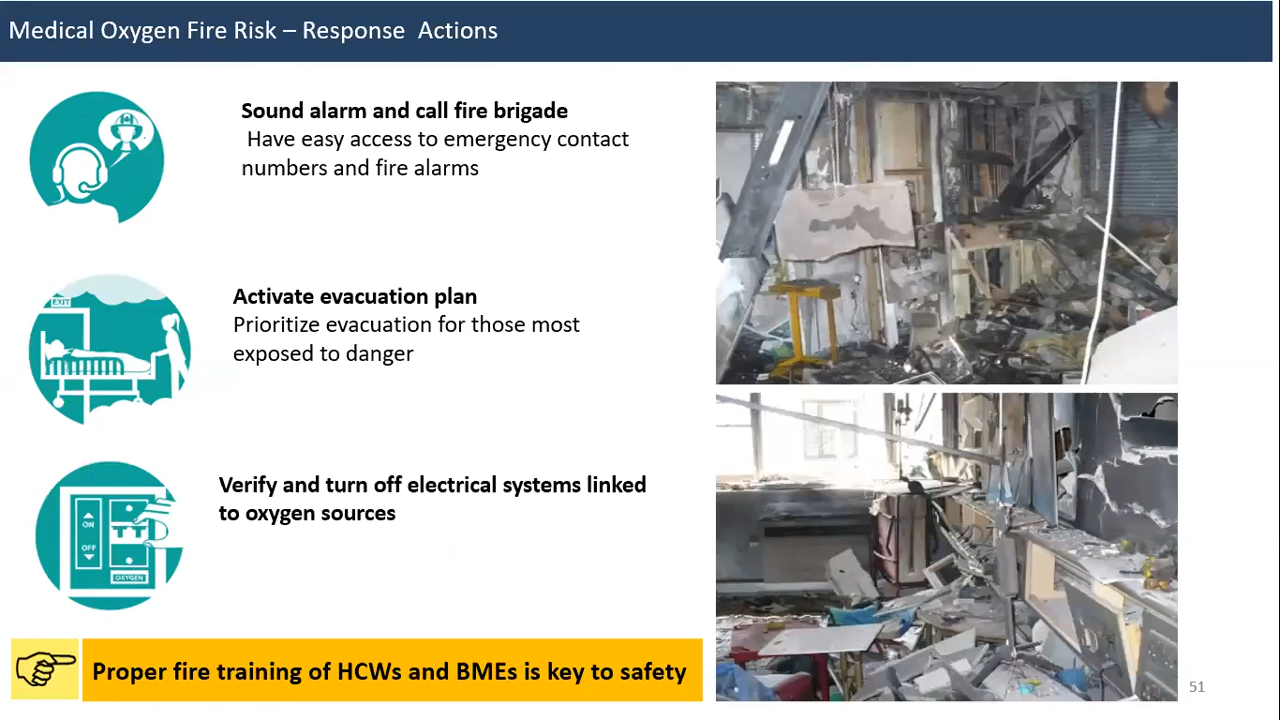 Medical Oxygen Fire Risk – Response Actions
Sound alarm and call fire brigade
Have easy access to emergency contact
numbers and fire alarms
EXIT
Activate evacuation plan
Prioritize evacuation for those most
exposed to danger
ON
OFF
OXYGEN
Verify and turn off electrical systems linked
to oxygen sources
Proper fire training of HCWs and BMEs is key to safety
51